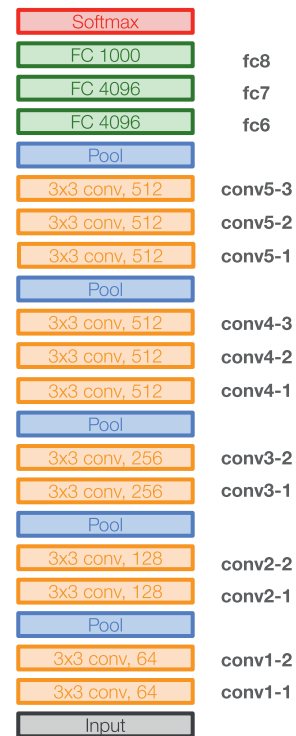 Softmax
FC 1000 fc8
FC 4096 fc7
FC 4096 fc6
Pool
3x3 conv, 512 conv5-3
3x3 conv, 512 conv5-2
3x3 conv, 512 conv5-1
Pool
3x3 conv, 512 conv4-3
3x3 conv, 512 conv4-2
3x3 conv, 512 conv4-1
Pool
3x3 conv, 256 conv3-2
3x3 conv, 256 conv3-1
Pool
3x3 conv, 128 conv2-2
3x3 conv, 128 conv2-1
Pool
3x3 conv, 64 conv1-2
3x3 conv, 64 conv1-1
Input